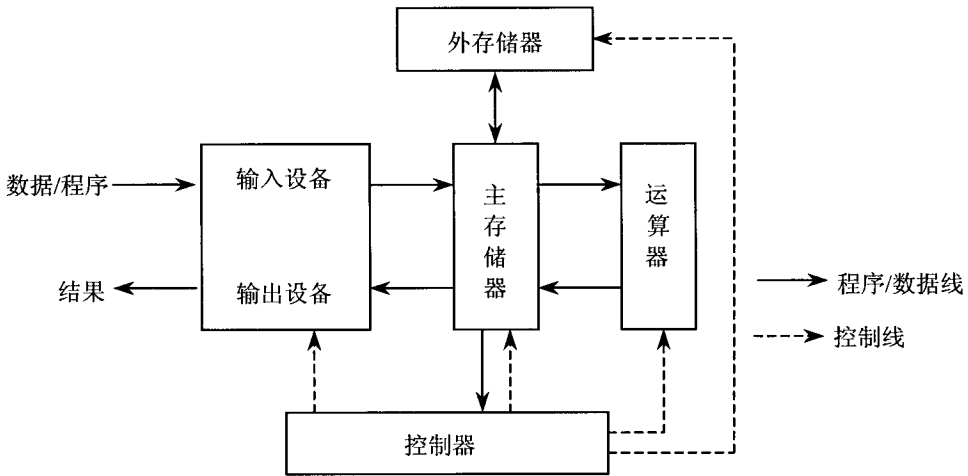 外存储器
数据/程序
输入设备
主存储器
运算器
结果
输出设备
程序/数据线
控制线
控制器